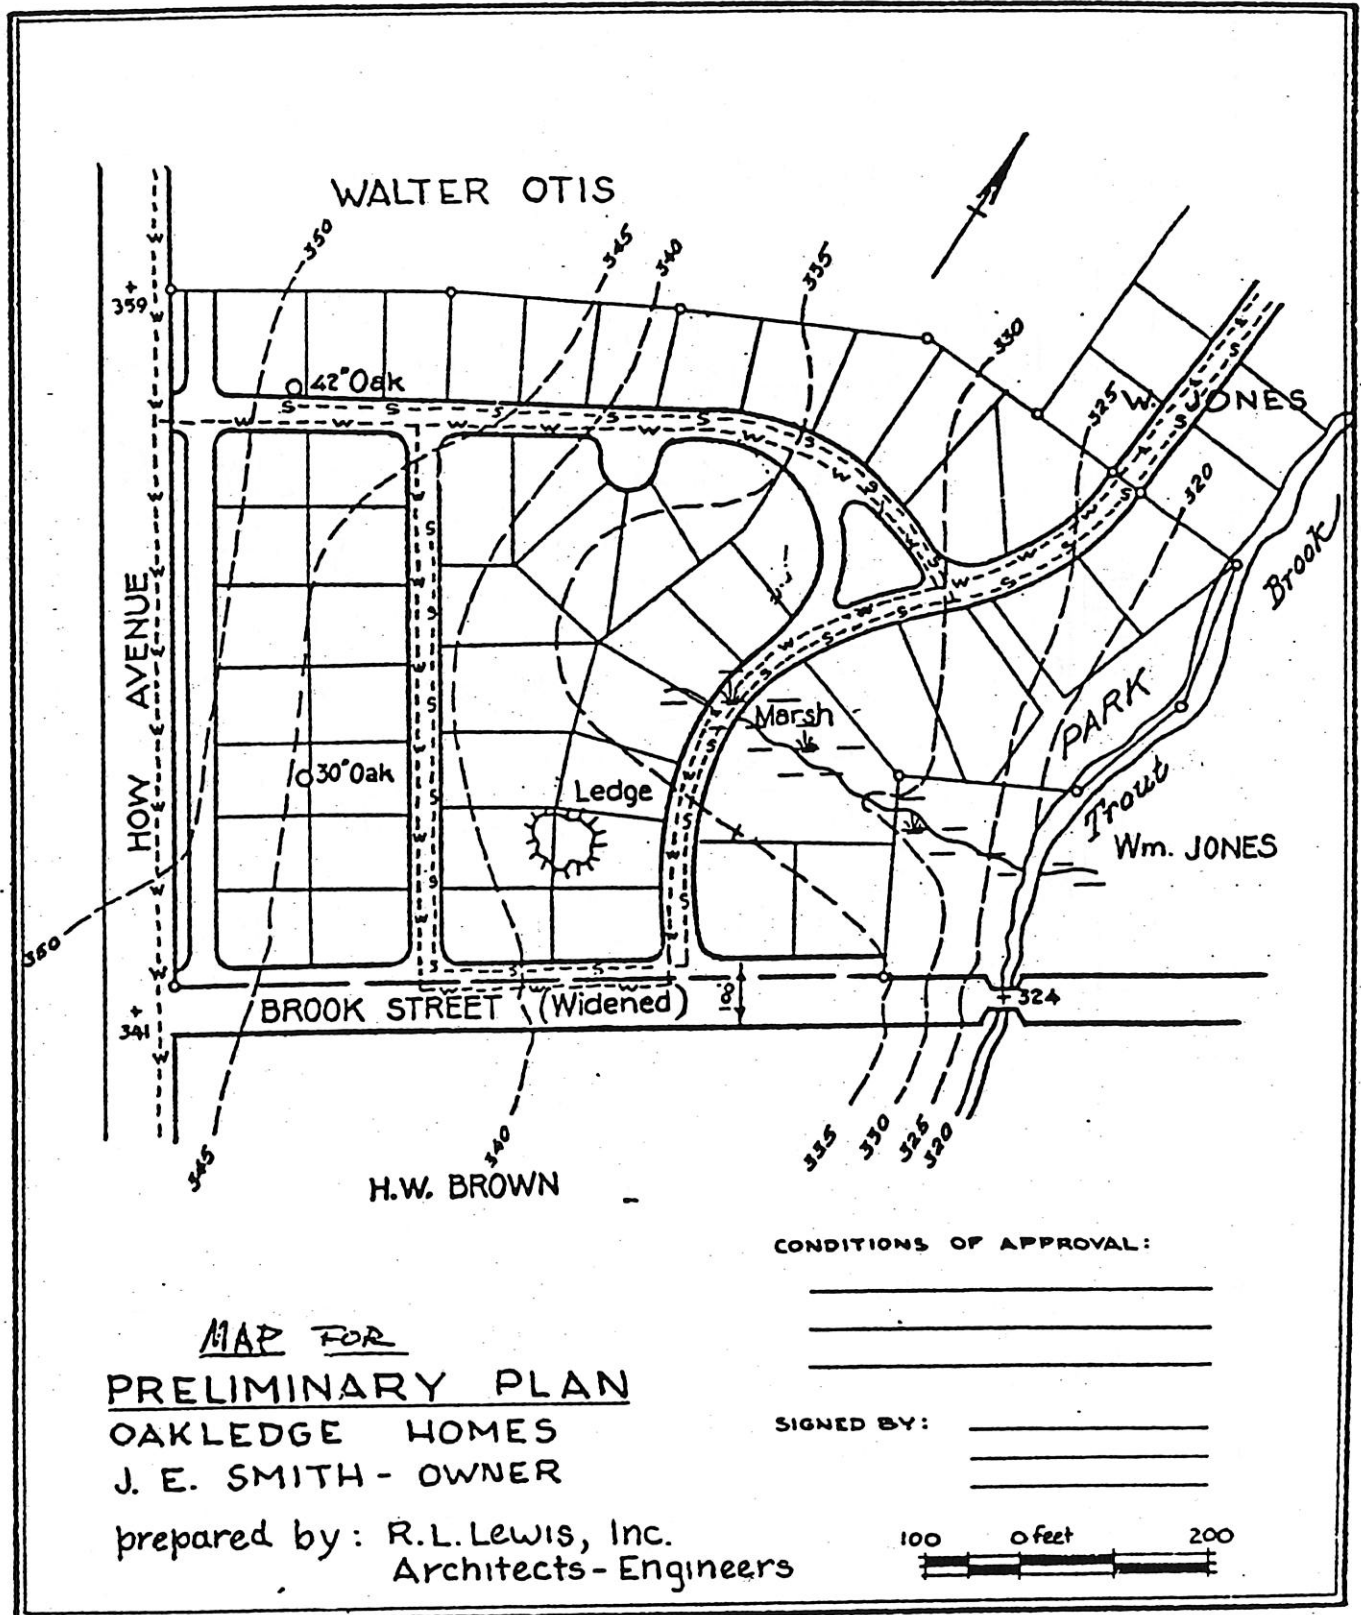 WALTER OTIS
350
345
340
335
330
325
320
359
42" Oak
W. JONES
HOW AVENUE
Brook
Marsh
PARK
30" Oak
Ledge
Trout
Wm. JONES
350
BROOK STREET (Widened)
8'
324
341
345
340
335
330
325
320
H.W. BROWN
CONDITIONS OF APPROVAL:
MAP FOR
PRELIMINARY PLAN
OAKLEDGE HOMES
J. E. SMITH - OWNER
SIGNED BY:
prepared by: R.L. Lewis, Inc.
Architects - Engineers
100 0 feet 200